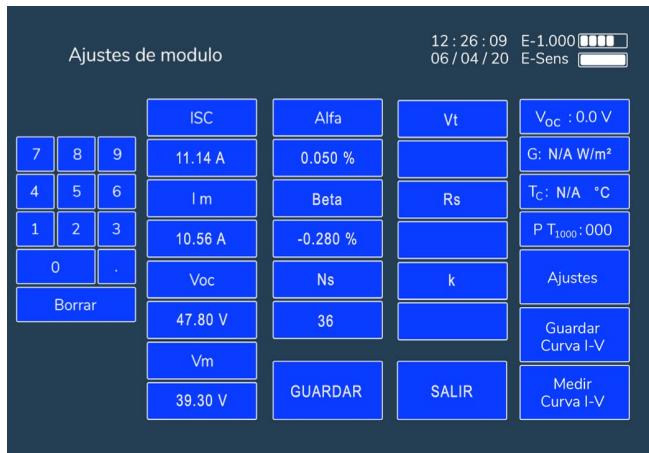 Ajustes de modulo
12 : 26 : 09 E-1.000
06 / 04 / 20 E-Sens
7 8 9
4 5 6
1 2 3
0 .
Borrar
ISC
11.14 A
I m
10.56 A
Voc
47.80 V
Vm
39.30 V
Alfa
0.050 %
Beta
-0.280 %
Ns
36
GUARDAR
Vt
Rs
k
SALIR
VOC : 0.0 V
G: N/A W/m²
TC: N/A °C
P T1000: 000
Ajustes
Guardar
Curva I-V
Medir
Curva I-V